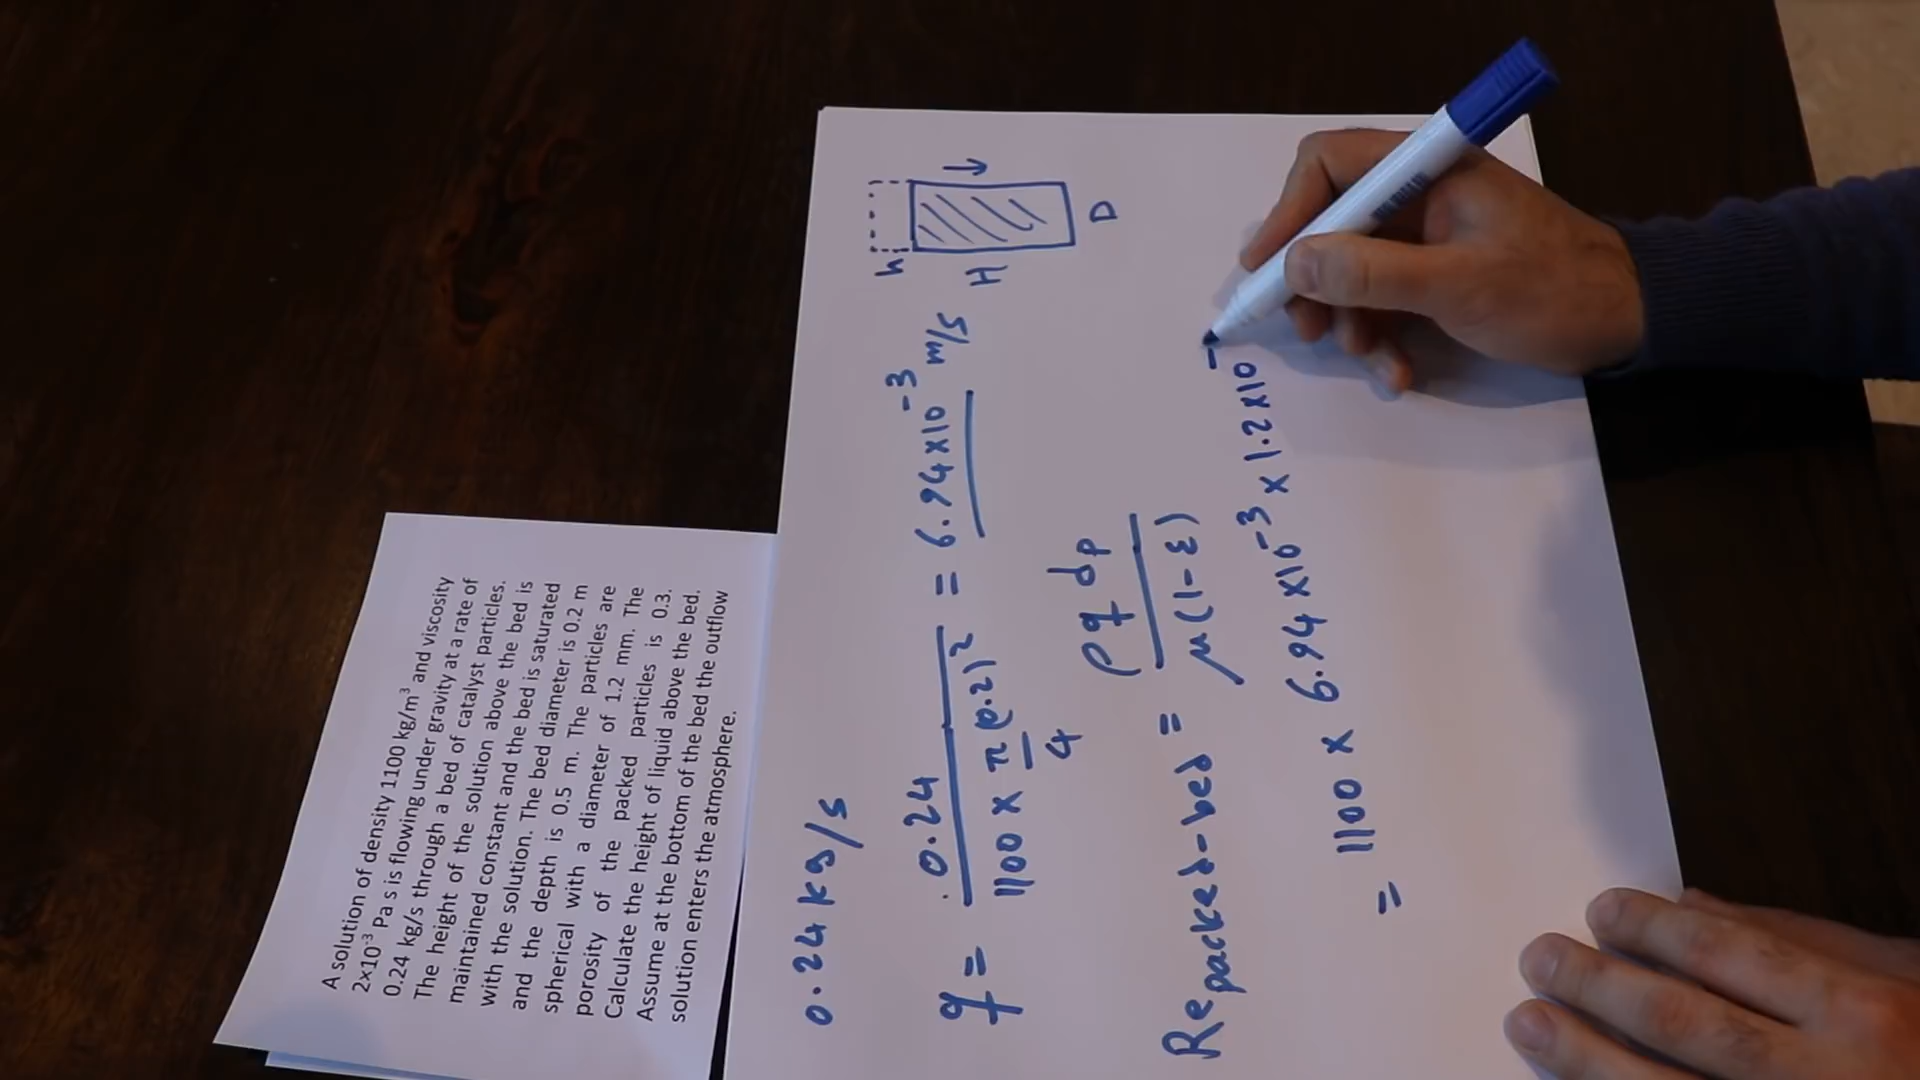 A solution of density 1100 kg/m³ and viscosity
2×10⁻³ Pa s is flowing under gravity at a rate of
0.24 kg/s through a bed of catalyst particles.
The height of the solution above the bed is
maintained constant and the bed is saturated
with the solution. The bed diameter is 0.2 m
and the depth is 0.5 m. The particles are
spherical with a diameter of 1.2 mm. The
porosity of the packed particles is 0.3.
Calculate the height of liquid above the bed.
Assume at the bottom of the bed the outflow
solution enters the atmosphere.
0.24 kg/s
h
H
D
q = 0.24 / 1100 × π/4 (0.2)² = 6.94×10⁻³ m/s
Re packed-bed = ρ q dp / μ(1-ε)
= 1100 × 6.94 ×10⁻³ × 1.2 ×10⁻